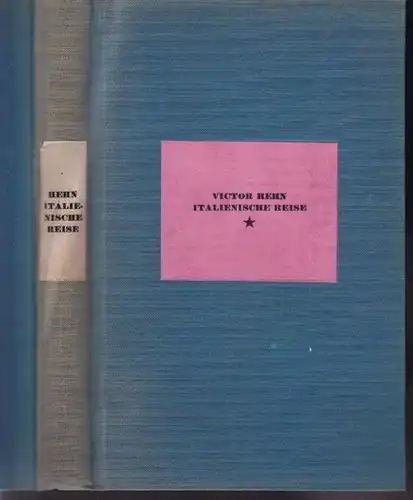 HEHN
ITALIE-
NISCHE
REISE
VICTOR HEHN
ITALIENISCHE REISE
★